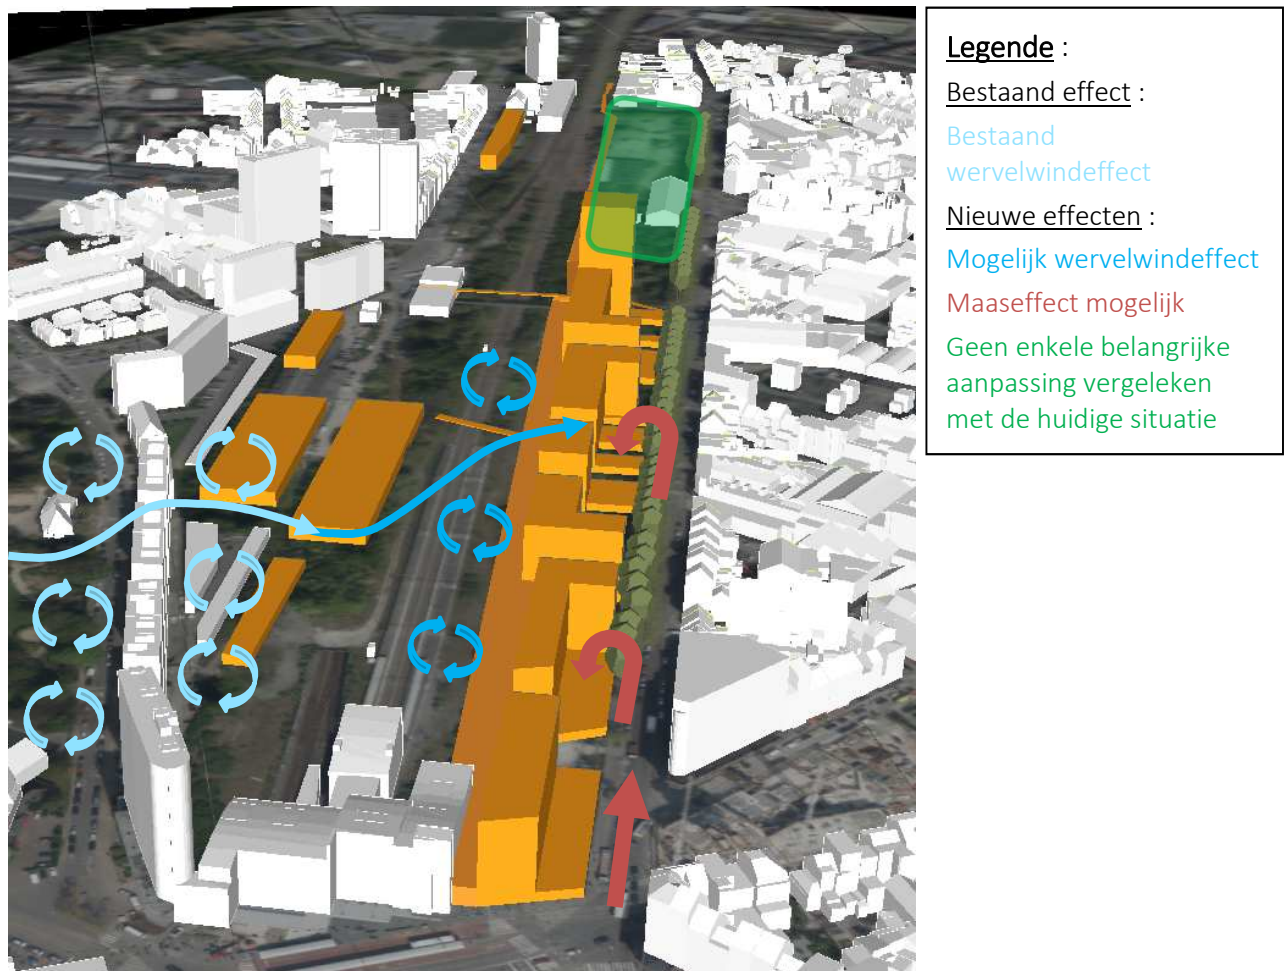 Legende :
Bestaand effect :
Bestaand
wervelwindeffect
Nieuwe effecten :
Mogelijk wervelwindeffect
Maaseffect mogelijk
Geen enkele belangrijke
aanpassing vergeleken
met de huidige situatie